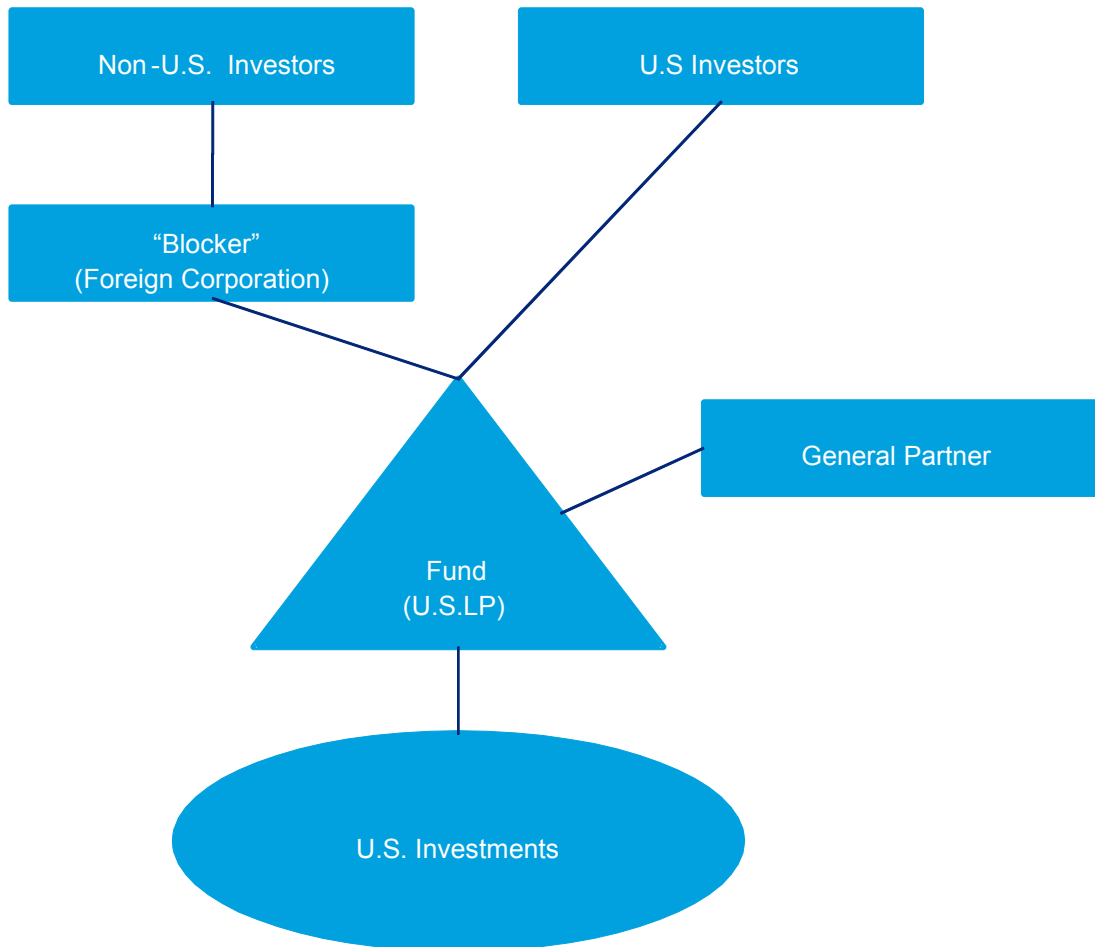 Non-U.S. Investors
U.S Investors
“Blocker”
(Foreign Corporation)
General Partner
Fund
(U.S.LP)
U.S. Investments